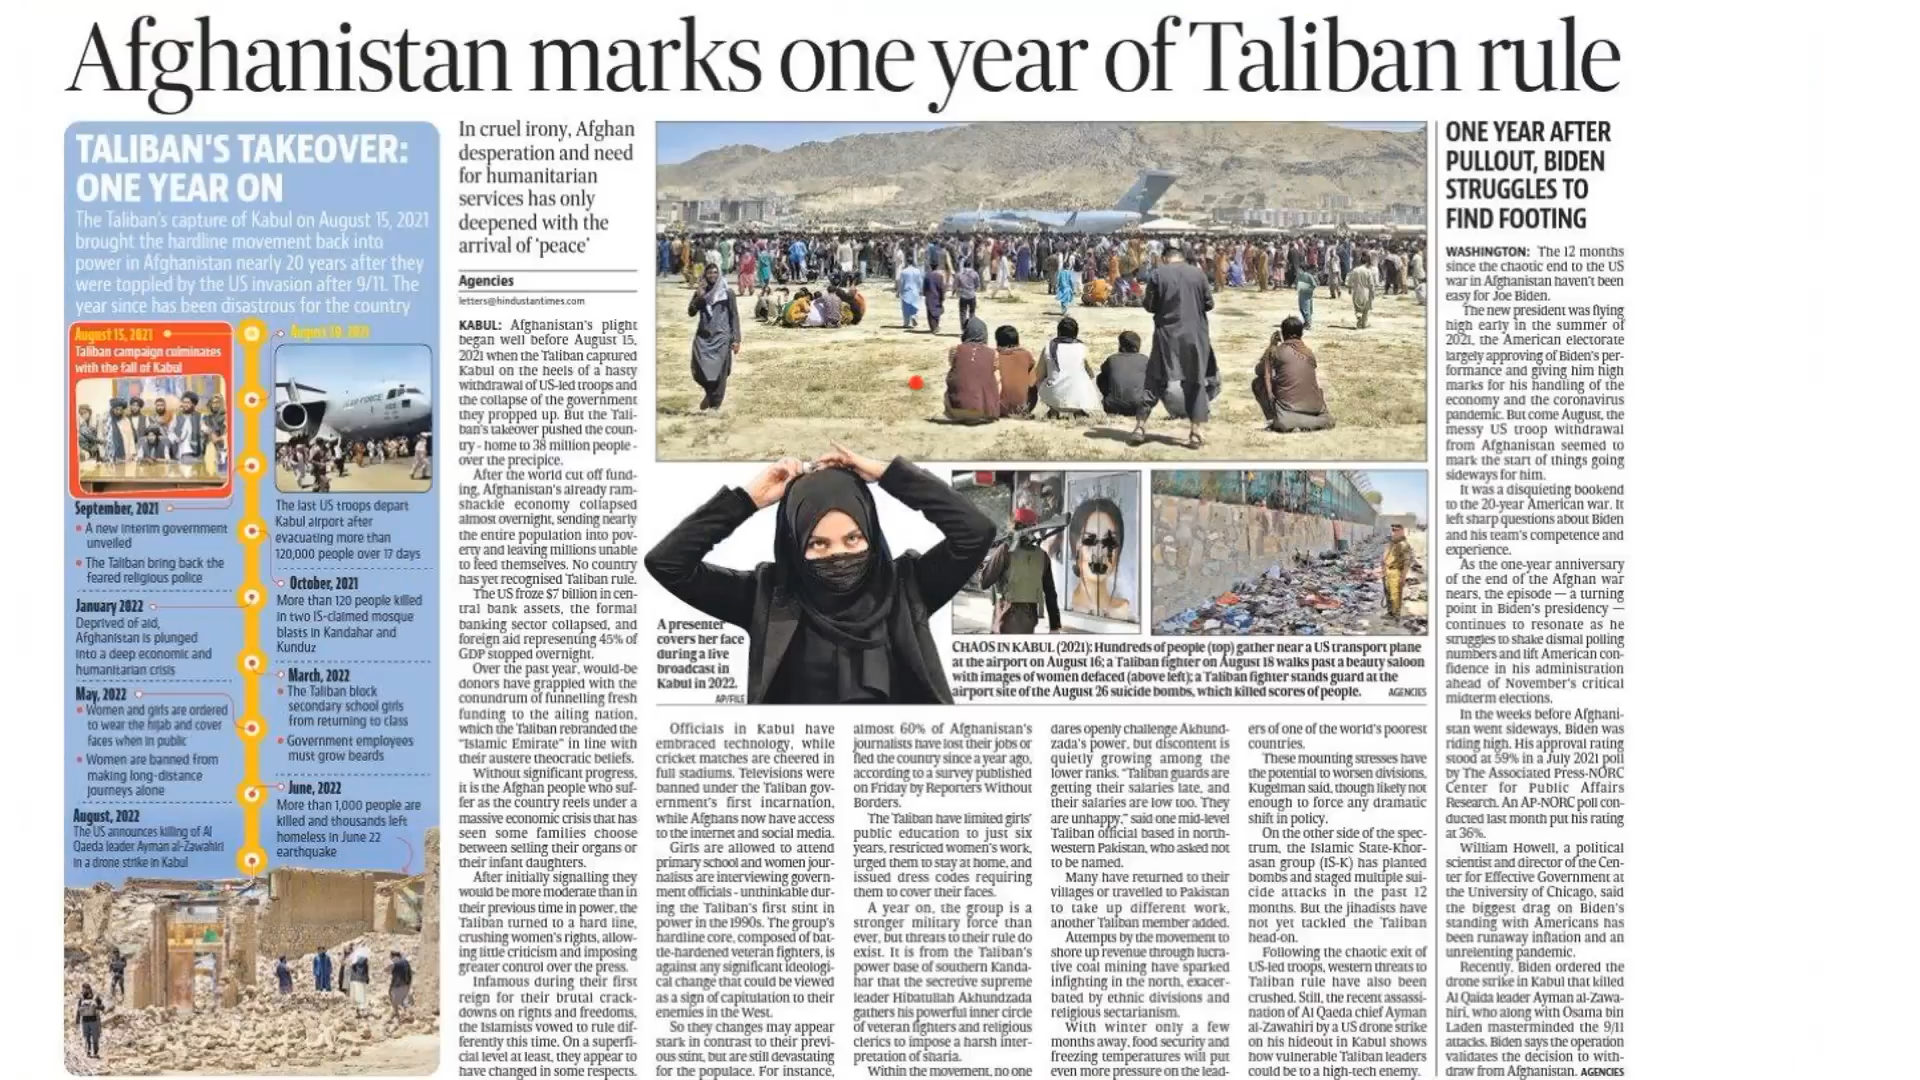 Afghanistan marks one year of Taliban rule
TALIBAN'S TAKEOVER:
ONE YEAR ON
The Taliban's capture of Kabul on August 15, 2021
brought the hardline movement back into
power in Afghanistan nearly 20 years after they
were toppled by the US invasion after 9/11. The
year since has been disastrous for the country
August 15, 2021
Taliban campaign culminates
with the fall of Kabul
The last US troops depart
Kabul airport after
evacuating more than
120,000 people over 17 days
September, 2021
• A new interim government
unveiled
• The Taliban bring back the
feared religious police
October, 2021
More than 120 people killed
in two IS-claimed mosque
blasts in Kandahar and
Kunduz
January 2022
Deprived of aid,
Afghanistan is plunged
into a deep economic and
humanitarian crisis
March, 2022
• The Taliban block
secondary school girls
from returning to class
• Government employees
must grow beards
May, 2022
• Women and girls are ordered
to wear the hijab and cover
faces when in public
• Women are banned from
making long-distance
journeys alone
June, 2022
More than 1,000 people are
killed and thousands left
homeless in June 22
earthquake
August, 2022
The US announces killing of Al
Qaeda leader Ayman al-Zawahiri
in a drone strike in Kabul
In cruel irony, Afghan
desperation and need
for humanitarian
services has only
deepened with the
arrival of 'peace'
Agencies
letters@hindustantimes.com
KABUL: Afghanistan's plight
began well before August 15,
2021 when the Taliban captured
Kabul on the heels of a hasty
withdrawal of US-led troops and
the collapse of the government
they propped up. But the Tali-
ban's takeover pushed the coun-
try - home to 38 million people -
over the precipice.
After the world cut off fund-
ing, Afghanistan's already ram-
shackle economy collapsed
almost overnight, sending nearly
the entire population into pov-
erty and leaving millions unable
to feed themselves. No country
has yet recognised Taliban rule.
The US froze $7 billion in cen-
tral bank assets, the formal
banking sector collapsed, and
foreign aid representing 45% of
GDP stopped overnight.
Over the past year, would-be
donors have grappled with the
conundrum of funnelling fresh
funding to the ailing nation,
which the Taliban rebranded the
"Islamic Emirate" in line with
their austere theocratic beliefs.
Without significant progress,
it is the Afghan people who suf-
fer as the country reels under a
massive economic crisis that has
seen some families choose
between selling their organs or
their infant daughters.
After initially signalling they
would be more moderate than in
their previous time in power, the
Taliban turned to a hard line,
crushing women's rights, allow-
ing little criticism and imposing
greater control over the press.
Infamous during their first
reign for their brutal crack-
downs on rights and freedoms,
the Islamists vowed to rule dif-
ferently this time. On a superfi-
cial level at least, they appear to
have changed in some respects.
A presenter
covers her face
during a live
broadcast in
Kabul in 2022.
AP/FILE
CHAOS IN KABUL (2021): Hundreds of people (top) gather near a US transport plane
at the airport on August 16; a Taliban fighter on August 18 walks past a beauty saloon
with images of women defaced (above left); a Taliban fighter stands guard at the
airport site of the August 26 suicide bombs, which killed scores of people. AGENCIES
Officials in Kabul have
embraced technology, while
cricket matches are cheered in
full stadiums. Televisions were
banned under the Taliban gov-
ernment's first incarnation,
while Afghans now have access
to the internet and social media.
Girls are allowed to attend
primary school and women jour-
nalists are interviewing govern-
ment officials - unthinkable dur-
ing the Taliban's first stint in
power in the 1990s. The group's
hardline core, composed of bat-
tle-hardened veteran fighters, is
against any significant ideologi-
cal change that could be viewed
as a sign of capitulation to their
enemies in the West.
So they changes may appear
stark in contrast to their previ-
ous stint, but are still devastating
for the populace. For instance,
almost 60% of Afghanistan's
journalists have lost their jobs or
fled the country since a year ago,
according to a survey published
on Friday by Reporters Without
Borders.
The Taliban have limited girls'
public education to just six
years, restricted women's work,
urged them to stay at home, and
issued dress codes requiring
them to cover their faces.
A year on, the group is a
stronger military force than
ever, but threats to their rule do
exist. It is from the Taliban's
power base of southern Kanda-
har that the secretive supreme
leader Hibatullah Akhundzada
gathers his powerful inner circle
of veteran fighters and religious
clerics to impose a harsh inter-
pretation of sharia.
Within the movement, no one
dares openly challenge Akhund-
zada's power, but discontent is
quietly growing among the
lower ranks. "Taliban guards are
getting their salaries late, and
their salaries are low too. They
are unhappy," said one mid-level
Taliban official based in north-
western Pakistan, who asked not
to be named.
Many have returned to their
villages or travelled to Pakistan
to take up different work,
another Taliban member added.
Attempts by the movement to
shore up revenue through lucra-
tive coal mining have sparked
infighting in the north, exacer-
bated by ethnic divisions and
religious sectarianism.
With winter only a few
months away, food security and
freezing temperatures will put
even more pressure on the lead-
ers of one of the world's poorest
countries.
These mounting stresses have
the potential to worsen divisions,
Kugelman said, though likely not
enough to force any dramatic
shift in policy.
On the other side of the spec-
trum, the Islamic State-Khor-
asan group (IS-K) has planted
bombs and staged multiple sui-
cide attacks in the past 12
months. But the jihadists have
not yet tackled the Taliban
head-on.
Following the chaotic exit of
US-led troops, western threats to
Taliban rule have also been
crushed. Still, the recent assassi-
nation of Al Qaeda chief Ayman
al-Zawahiri by a US drone strike
on his hideout in Kabul shows
how vulnerable Taliban leaders
could be to a high-tech enemy.
ONE YEAR AFTER
PULLOUT, BIDEN
STRUGGLES TO
FIND FOOTING
WASHINGTON: The 12 months
since the chaotic end to the US
war in Afghanistan haven't been
easy for Joe Biden.
The new president was flying
high early in the summer of
2021, the American electorate
largely approving of Biden's per-
formance and giving him high
marks for his handling of the
economy and the coronavirus
pandemic. But come August, the
messy US troop withdrawal
from Afghanistan seemed to
mark the start of things going
sideways for him.
It was a disquieting bookend
to the 20-year American war. It
left sharp questions about Biden
and his team's competence and
experience.
As the one-year anniversary
of the end of the Afghan war
nears, the episode — a turning
point in Biden's presidency —
continues to resonate as he
struggles to shake dismal polling
numbers and lift American con-
fidence in his administration
ahead of November's critical
midterm elections.
In the weeks before Afghani-
stan went sideways, Biden was
riding high. His approval rating
stood at 59% in a July 2021 poll
by The Associated Press-NORC
Center for Public Affairs
Research. An AP-NORC poll con-
ducted last month put his rating
at 36%.
William Howell, a political
scientist and director of the Cen-
ter for Effective Government at
the University of Chicago, said
the biggest drag on Biden's
standing with Americans has
been runaway inflation and an
unrelenting pandemic.
Recently, Biden ordered the
drone strike in Kabul that killed
Al Qaida leader Ayman al-Zawa-
hiri, who along with Osama bin
Laden masterminded the 9/11
attacks. Biden says the operation
validates the decision to with-
draw from Afghanistan. AGENCIES